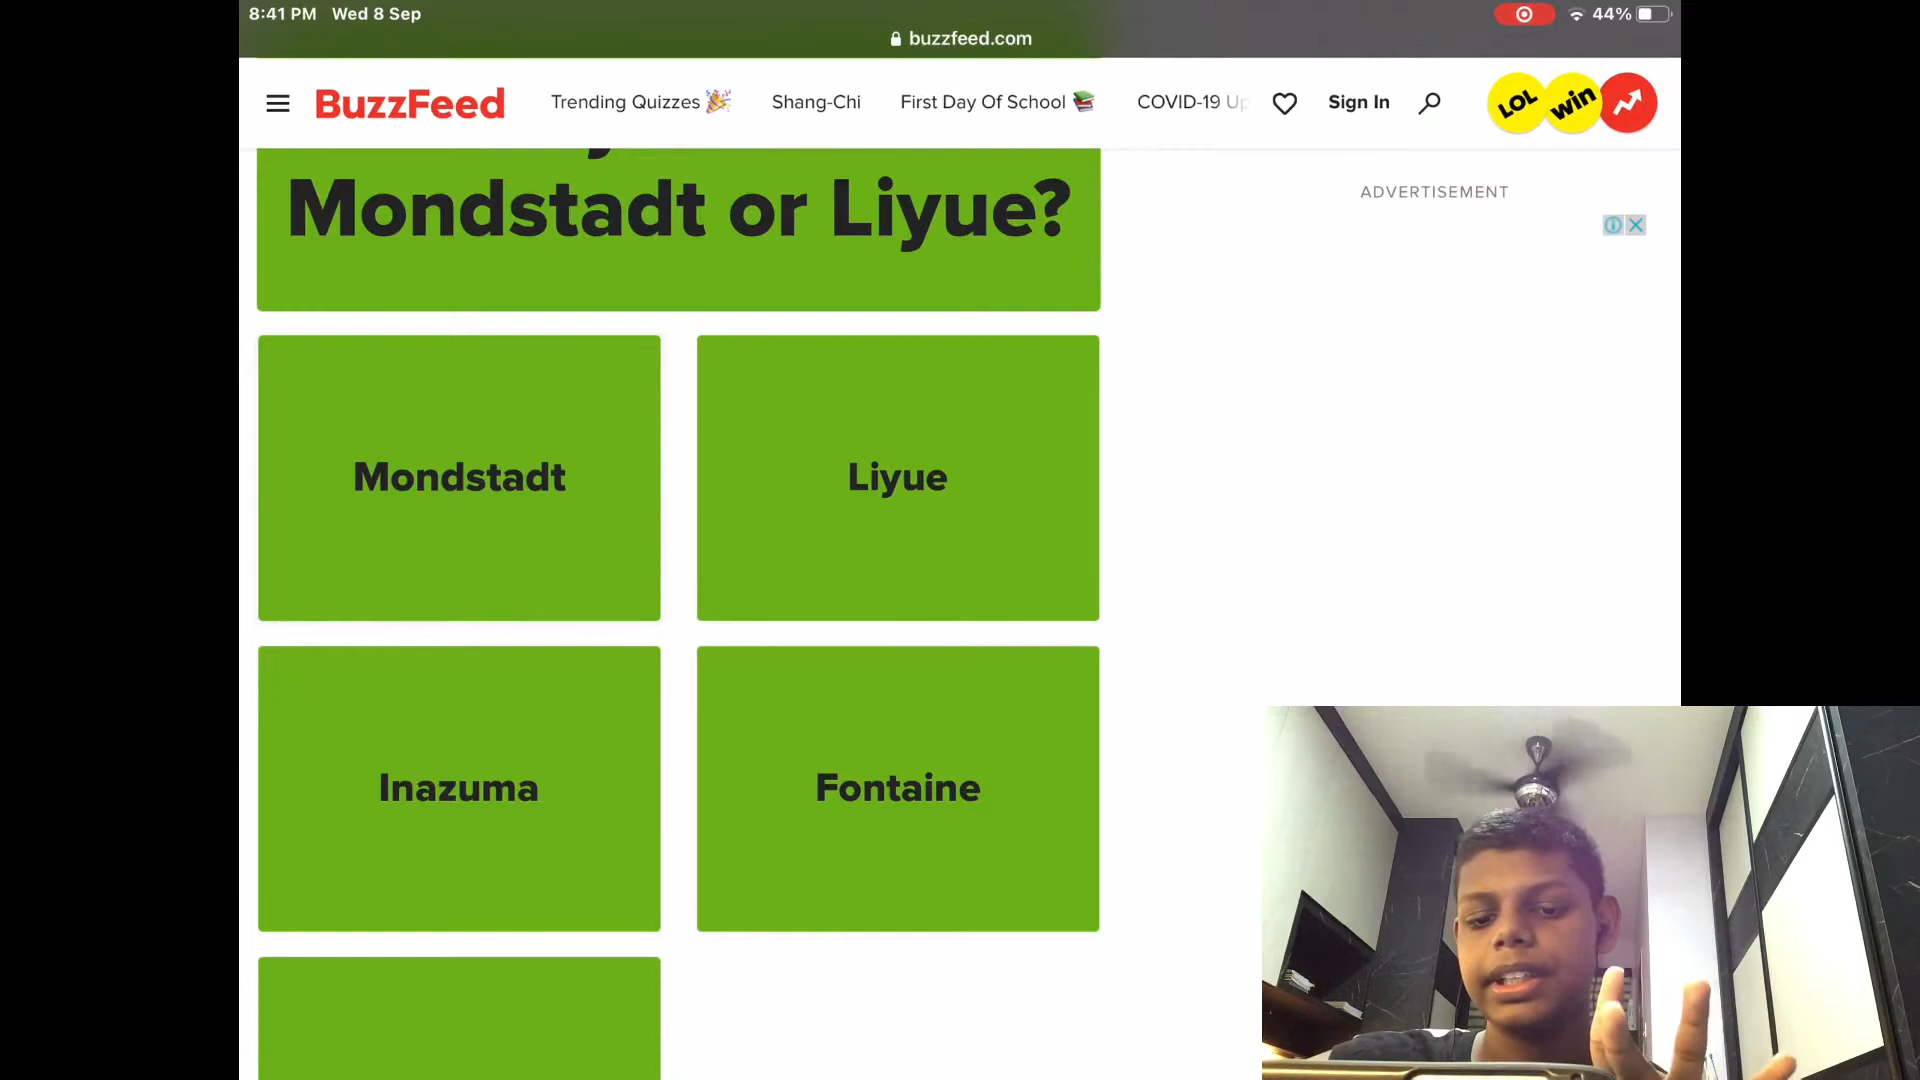 8:41 PM Wed 8 Sep
44%
buzzfeed.com
BuzzFeed
Trending Quizzes
Shang-Chi
First Day Of School
COVID-19 Up
Sign In
LOL
win
Mondstadt or Liyue?
ADVERTISEMENT
Mondstadt
Liyue
Inazuma
Fontaine